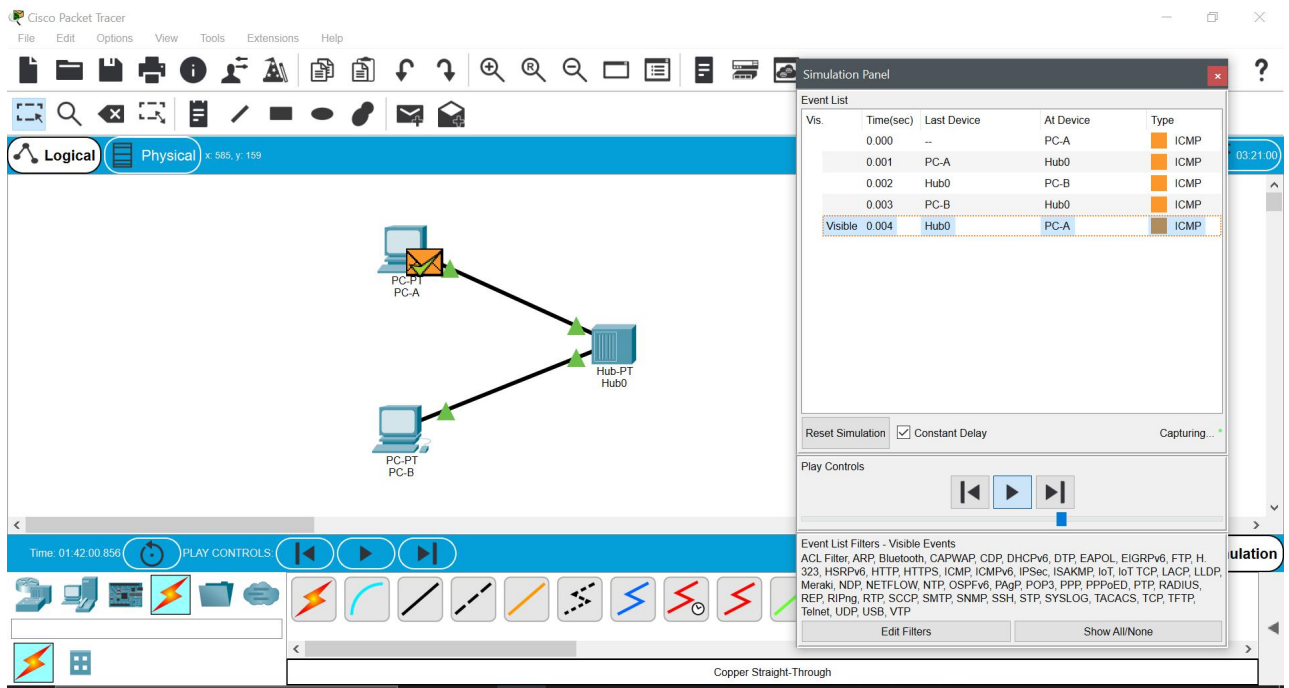 Cisco Packet Tracer
File Edit Options View Tools Extensions Help
?
Logical Physical x: 585, y: 159
03:21:00
PC-PT
PC-A
Hub-PT
Hub0
PC-PT
PC-B
Simulation Panel
Event List
Vis. Time(sec) Last Device At Device Type
0.000 -- PC-A ICMP
0.001 PC-A Hub0 ICMP
0.002 Hub0 PC-B ICMP
0.003 PC-B Hub0 ICMP
Visible 0.004 Hub0 PC-A ICMP
Reset Simulation Constant Delay Capturing...
Play Controls
Event List Filters - Visible Events
ACL Filter, ARP, Bluetooth, CAPWAP, CDP, DHCPv6, DTP, EAPOL, EIGRPv6, FTP, H.
323, HSRPv6, HTTP, HTTPS, ICMP, ICMPv6, IPSec, ISAKMP, IoT, IoT TCP, LACP, LLDP,
Meraki, NDP, NETFLOW, NTP, OSPFv6, PAgP, POP3, PPP, PPPoED, PTP, RADIUS,
REP, RIPng, RTP, SCCP, SMTP, SNMP, SSH, STP, SYSLOG, TACACS, TCP, TFTP,
Telnet, UDP, USB, VTP
Edit Filters Show All/None
Time: 01:42:00.856 PLAY CONTROLS:
ulation
Copper Straight-Through